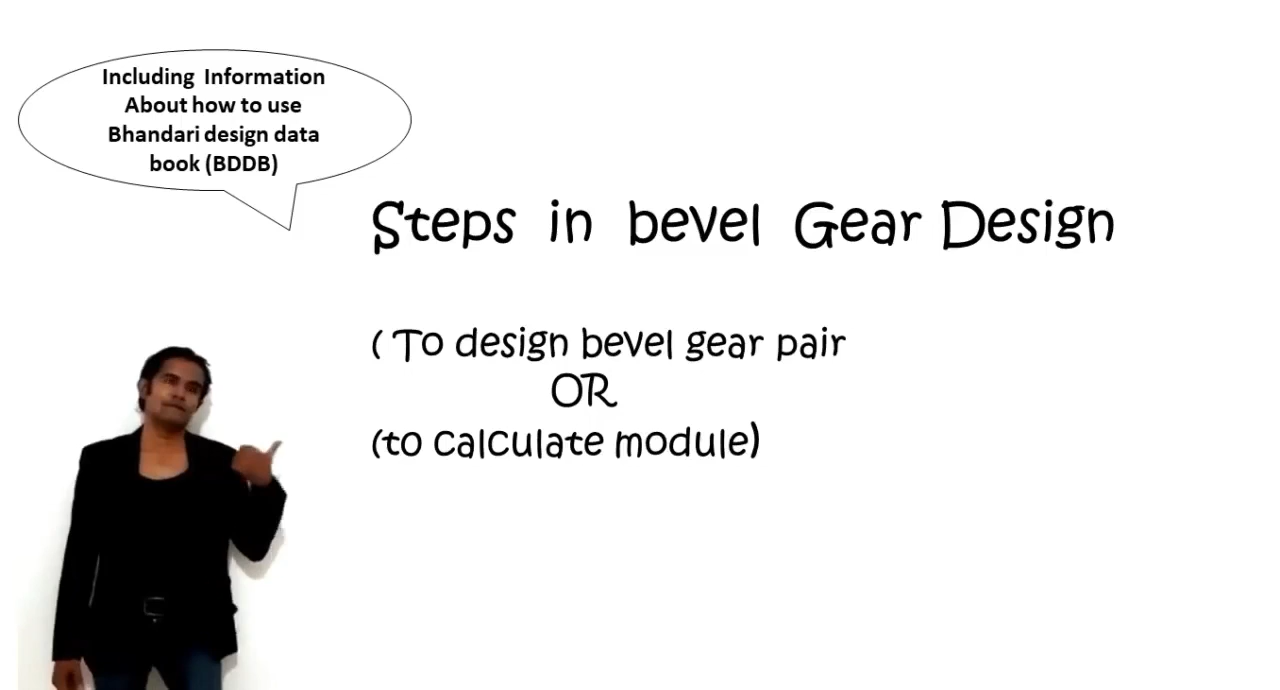 Including Information
About how to use
Bhandari design data
book (BDDB)
Steps in bevel Gear Design
( To design bevel gear pair
OR
(to calculate module)